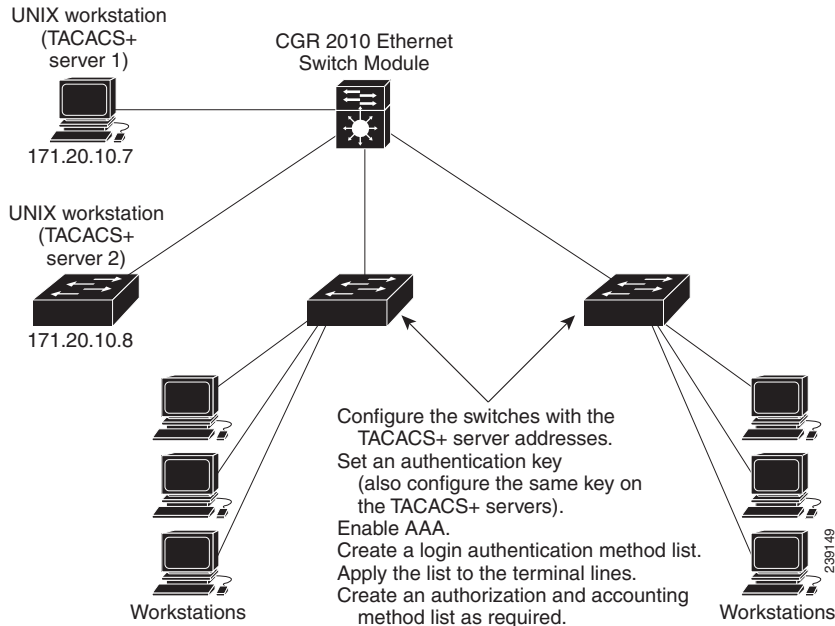 UNIX workstation
(TACACS+
server 1)
CGR 2010 Ethernet
Switch Module
171.20.10.7
UNIX workstation
(TACACS+
server 2)
171.20.10.8
Configure the switches with the
TACACS+ server addresses.
Set an authentication key
(also configure the same key on
the TACACS+ servers).
Enable AAA.
Create a login authentication method list.
Apply the list to the terminal lines.
Create an authorization and accounting
method list as required.
Workstations
Workstations
239149